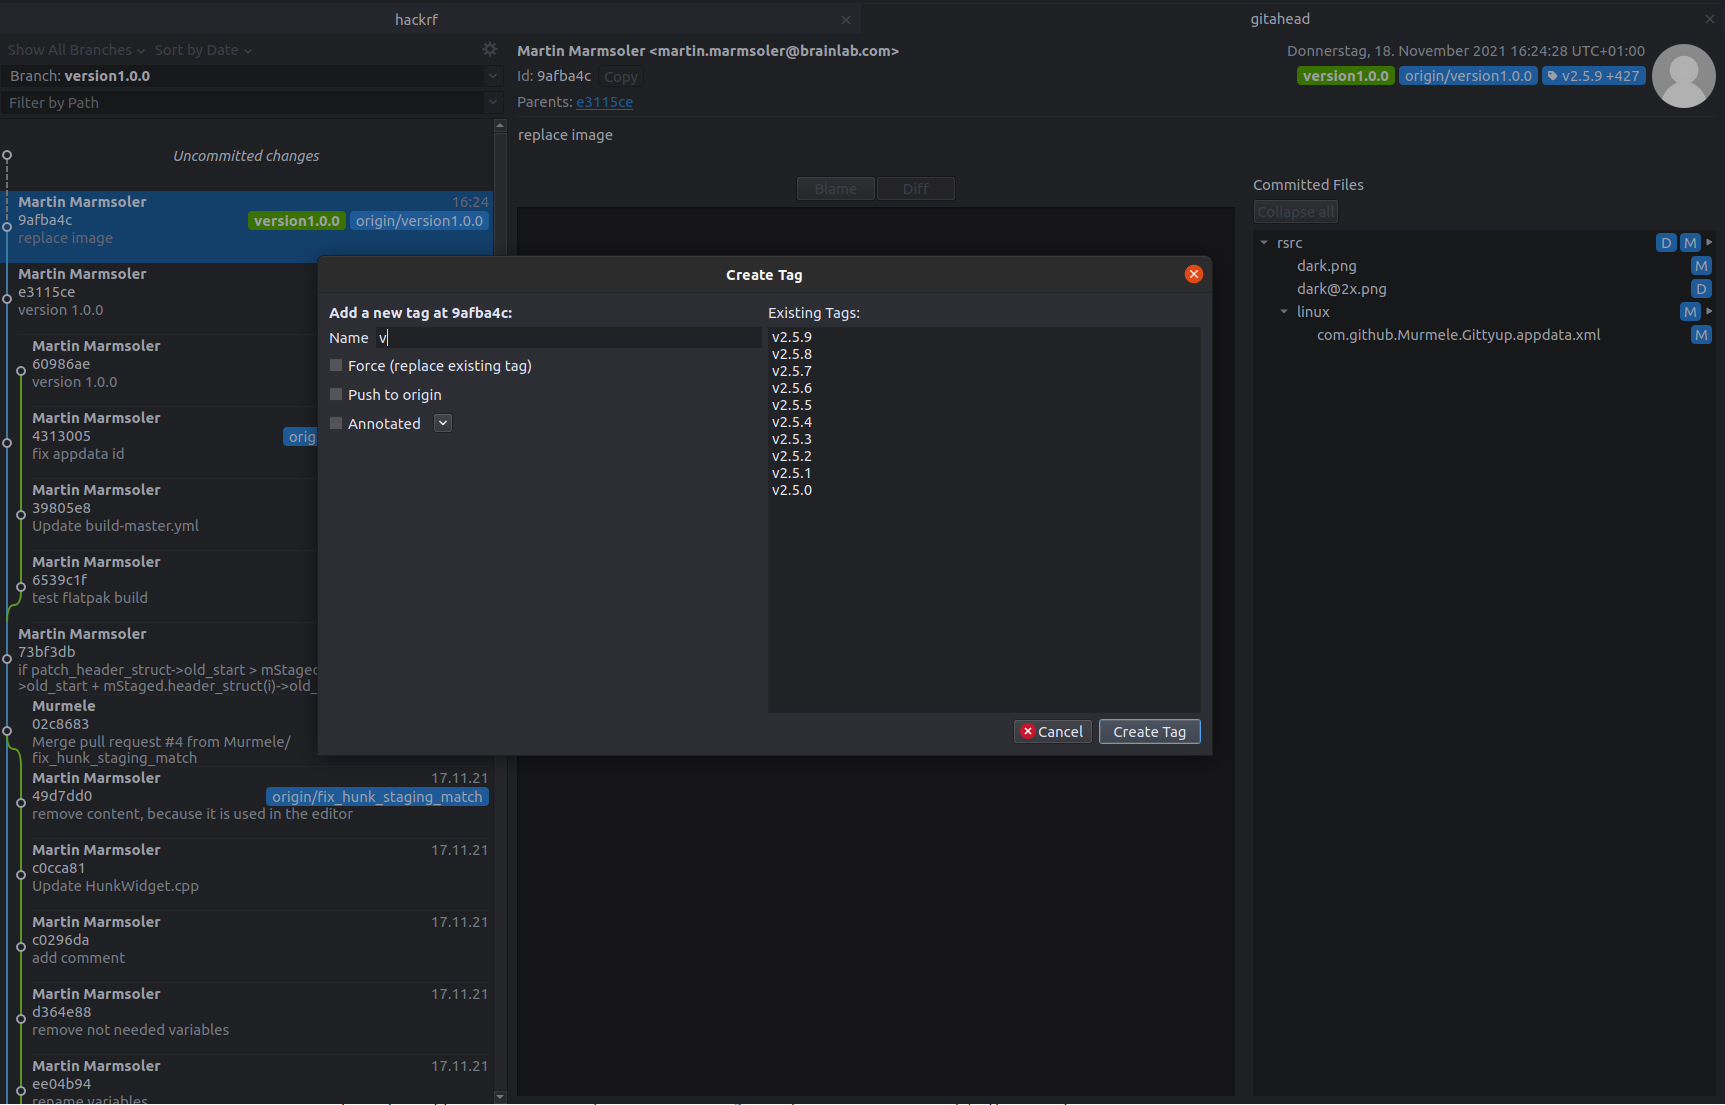 hackrf
gitahead
Show All Branches
Sort by Date
Branch: version1.0.0
Filter by Path
Uncommitted changes
Martin Marmsoler 16:24
9afba4c version1.0.0 origin/version1.0.0
replace image
Martin Marmsoler
e3115ce
version 1.0.0
Martin Marmsoler
60986ae
version 1.0.0
Martin Marmsoler
4313005 orig
fix appdata id
Martin Marmsoler
39805e8
Update build-master.yml
Martin Marmsoler
6539c1f
test flatpak build
Martin Marmsoler
73bf3db
if patch_header_struct->old_start > mStaged
>old_start + mStaged.header_struct(i)->old_
Murmele
02c8683
Merge pull request #4 from Murmele/
fix_hunk_staging_match
Martin Marmsoler 17.11.21
49d7dd0 origin/fix_hunk_staging_match
remove content, because it is used in the editor
Martin Marmsoler 17.11.21
c0cca81
Update HunkWidget.cpp
Martin Marmsoler 17.11.21
c0296da
add comment
Martin Marmsoler 17.11.21
d364e88
remove not needed variables
Martin Marmsoler 17.11.21
ee04b94
rename variables
Martin Marmsoler <martin.marmsoler@brainlab.com>
Donnerstag, 18. November 2021 16:24:28 UTC+01:00
Id: 9afba4c Copy
version1.0.0 origin/version1.0.0 v2.5.9 +427
Parents: e3115ce
replace image
Blame Diff
Committed Files
Collapse all
rsrc D M
dark.png M
dark@2x.png D
linux M
com.github.Murmele.Gittyup.appdata.xml M
Create Tag
Add a new tag at 9afba4c:
Name v
Force (replace existing tag)
Push to origin
Annotated
Existing Tags:
v2.5.9
v2.5.8
v2.5.7
v2.5.6
v2.5.5
v2.5.4
v2.5.3
v2.5.2
v2.5.1
v2.5.0
Cancel Create Tag